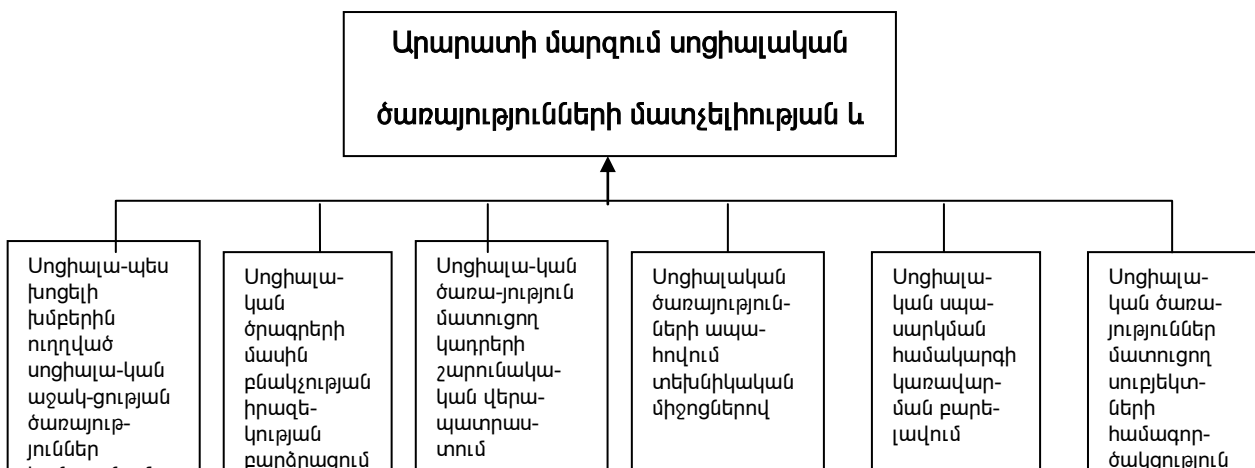 Արարատի մարզում սոցիալական
ծառայությունների մատչելիության և
Սոցիալա-պես
խոցելի
խմբերին
ուղղված
սոցիալա-կան
աջակ-ցության
ծառայութ-
յուններ
Սոցիալա-
կան
ծրագրերի
մասին
բնակչության
իրազե-
կության
բարձրացում
Սոցիալա-կան
ծառա-յություն
մատուցող
կադրերի
շարունակա-
կան վերա-
պատրաս-
տում
Սոցիալական
ծառայություն-
ների ապա-
հովում
տեխնիկական
միջոցներով
Սոցիալա-
կան սպա-
սարկման
համակարգի
կառավար-
ման բարե-
լավում
Սոցիալա-
կան ծառա-
յություններ
մատուցող
սուբյեկտ-
ների
համագոր-
ծակցություն